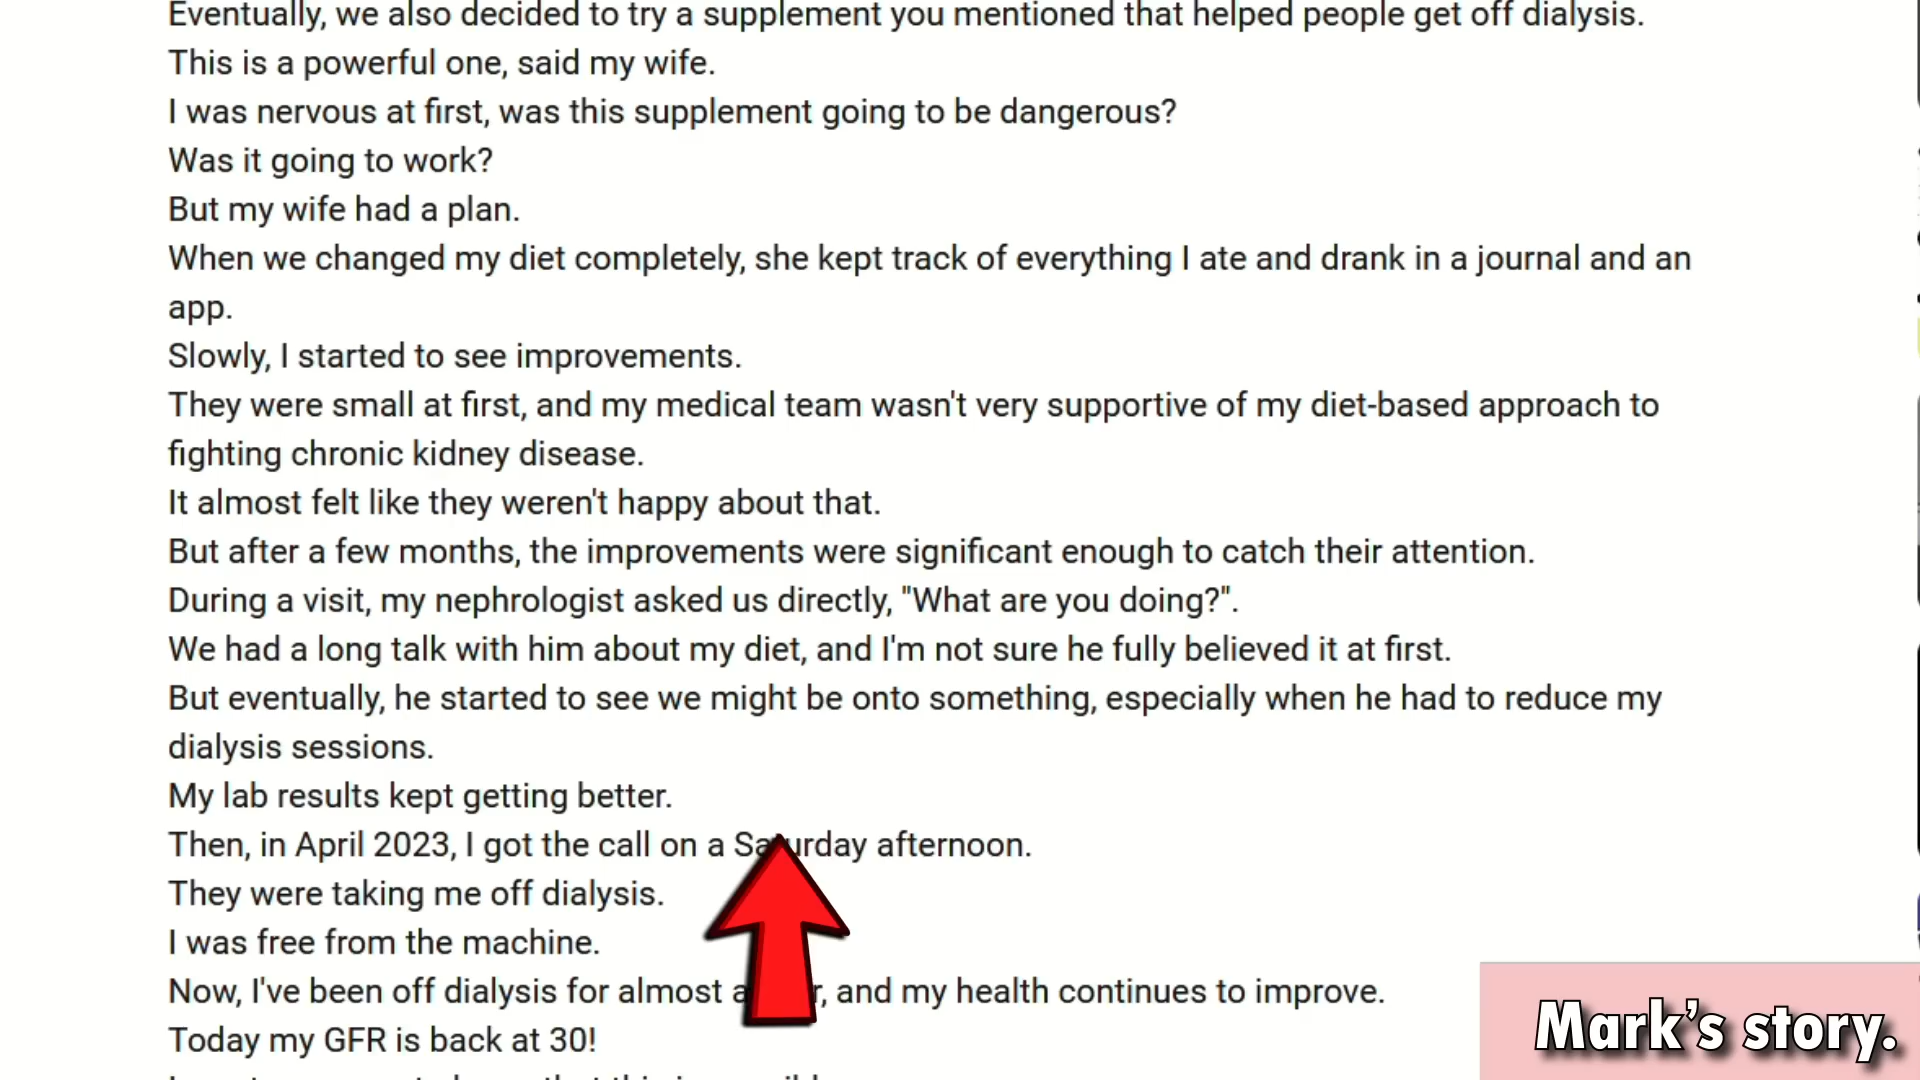 Eventually, we also decided to try a supplement you mentioned that helped people get off dialysis.
This is a powerful one, said my wife.
I was nervous at first, was this supplement going to be dangerous?
Was it going to work?
But my wife had a plan.
When we changed my diet completely, she kept track of everything I ate and drank in a journal and an
app.
Slowly, I started to see improvements.
They were small at first, and my medical team wasn't very supportive of my diet-based approach to
fighting chronic kidney disease.
It almost felt like they weren't happy about that.
But after a few months, the improvements were significant enough to catch their attention.
During a visit, my nephrologist asked us directly, "What are you doing?".
We had a long talk with him about my diet, and I'm not sure he fully believed it at first.
But eventually, he started to see we might be onto something, especially when he had to reduce my
dialysis sessions.
My lab results kept getting better.
Then, in April 2023, I got the call on a Saturday afternoon.
They were taking me off dialysis.
I was free from the machine.
Now, I've been off dialysis for almost a, and my health continues to improve.
Today my GFR is back at 30!
Mark's story.